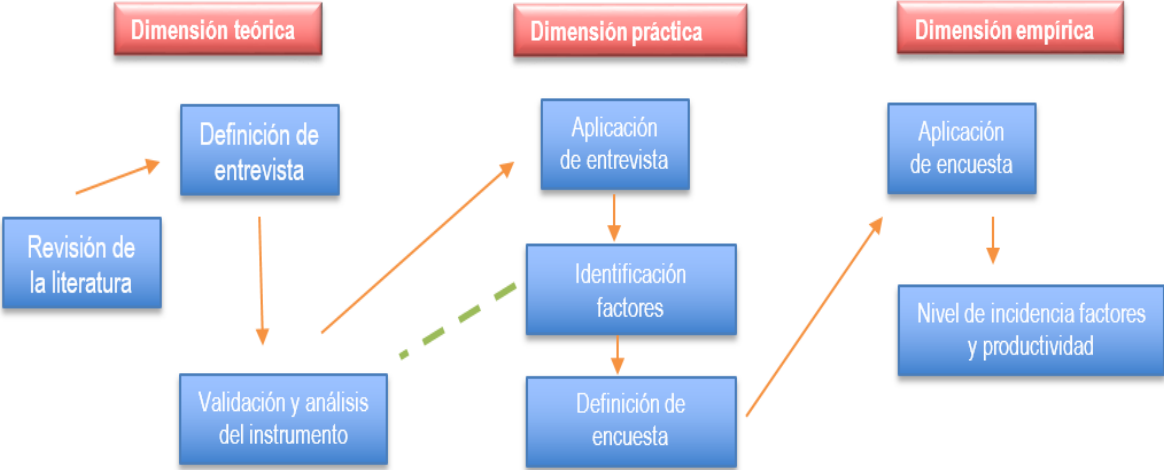 Dimensión teórica
Definición de
entrevista
Revisión de
la literatura
Validación y análisis
del instrumento
Dimensión práctica
Aplicación
de entrevista
Identificación
factores
Definición de
encuesta
Dimensión empírica
Aplicación
de encuesta
Nivel de incidencia factores
y productividad